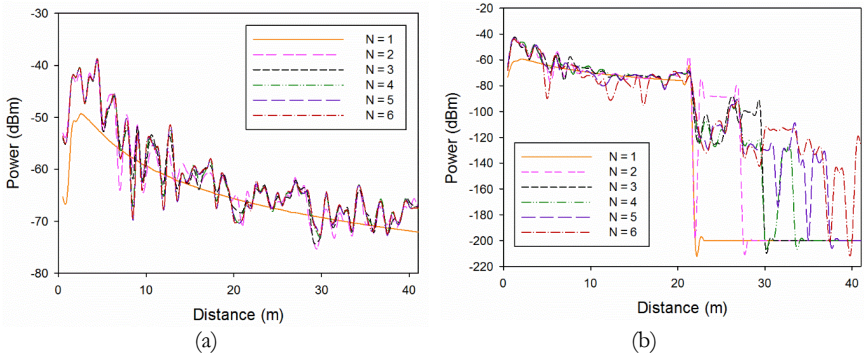 -30
-40
-50
-60
-70
-80
Power (dBm)
0 10 20 30 40
Distance (m)
N = 1
N = 2
N = 3
N = 4
N = 5
N = 6
(a)
-20
-40
-60
-80
-100
-120
-140
-160
-180
-200
-220
Power (dBm)
0 10 20 30 40
Distance (m)
N = 1
N = 2
N = 3
N = 4
N = 5
N = 6
(b)